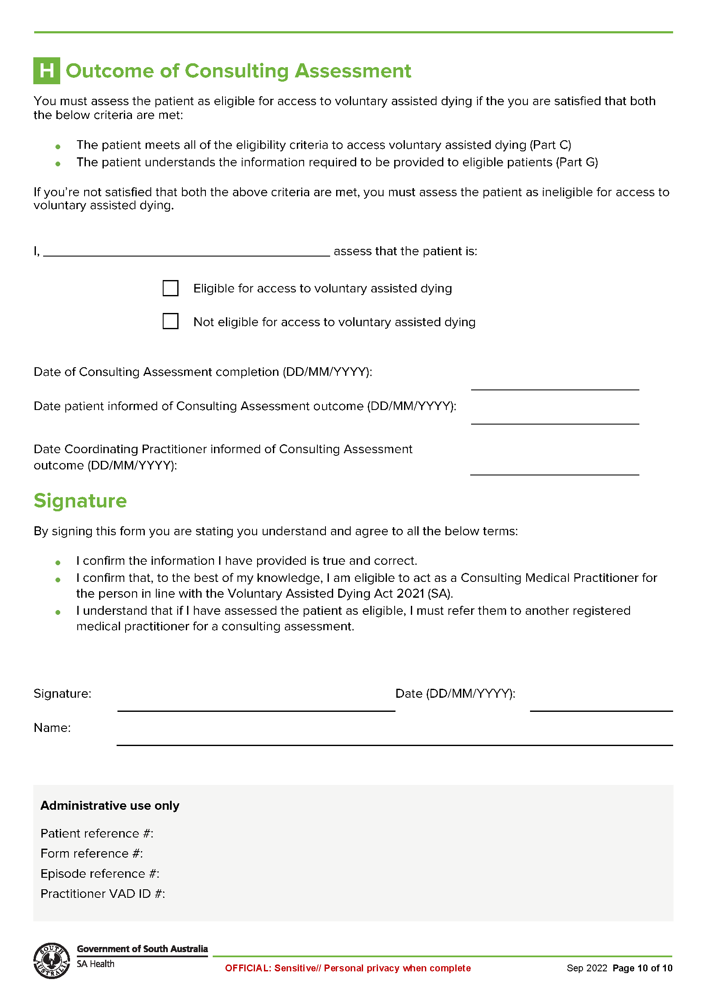 H Outcome of Consulting Assessment
You must assess the patient as eligible for access to voluntary assisted dying if the you are satisfied that both
the below criteria are met:
• The patient meets all of the eligibility criteria to access voluntary assisted dying (Part C)
• The patient understands the information required to be provided to eligible patients (Part G)
If you’re not satisfied that both the above criteria are met, you must assess the patient as ineligible for access to
voluntary assisted dying.
I, ______________________ assess that the patient is:
Eligible for access to voluntary assisted dying
Not eligible for access to voluntary assisted dying
Date of Consulting Assessment completion (DD/MM/YYYY):
Date patient informed of Consulting Assessment outcome (DD/MM/YYYY):
Date Coordinating Practitioner informed of Consulting Assessment
outcome (DD/MM/YYYY):
Signature
By signing this form you are stating you understand and agree to all the below terms:
• I confirm the information I have provided is true and correct.
• I confirm that, to the best of my knowledge, I am eligible to act as a Consulting Medical Practitioner for
the person in line with the Voluntary Assisted Dying Act 2021 (SA).
• I understand that if I have assessed the patient as eligible, I must refer them to another registered
medical practitioner for a consulting assessment.
Signature: Date (DD/MM/YYYY):
Name:
Administrative use only
Patient reference #:
Form reference #:
Episode reference #:
Practitioner VAD ID #:
SOUTH AUSTRALIA
Government of South Australia
SA Health
OFFICIAL: Sensitive// Personal privacy when complete
Sep 2022 Page 10 of 10